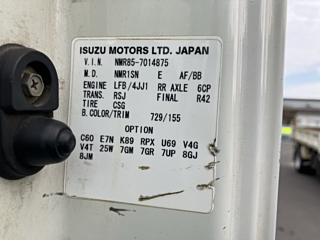 ISUZU MOTORS LTD. JAPAN
V.I.N. NMR85-7014875
M.D. NMR1SN E AF/BB
ENGINE LFB/4JJ1 RR AXLE 6CP
TRANS. RSJ FINAL R42
TIRE CSG
B.COLOR/TRIM 729/155
OPTION
C60 E7N K89 RPX U69 V4G
V4T 25W 7GM 7GR 7UP 8GJ
8JM